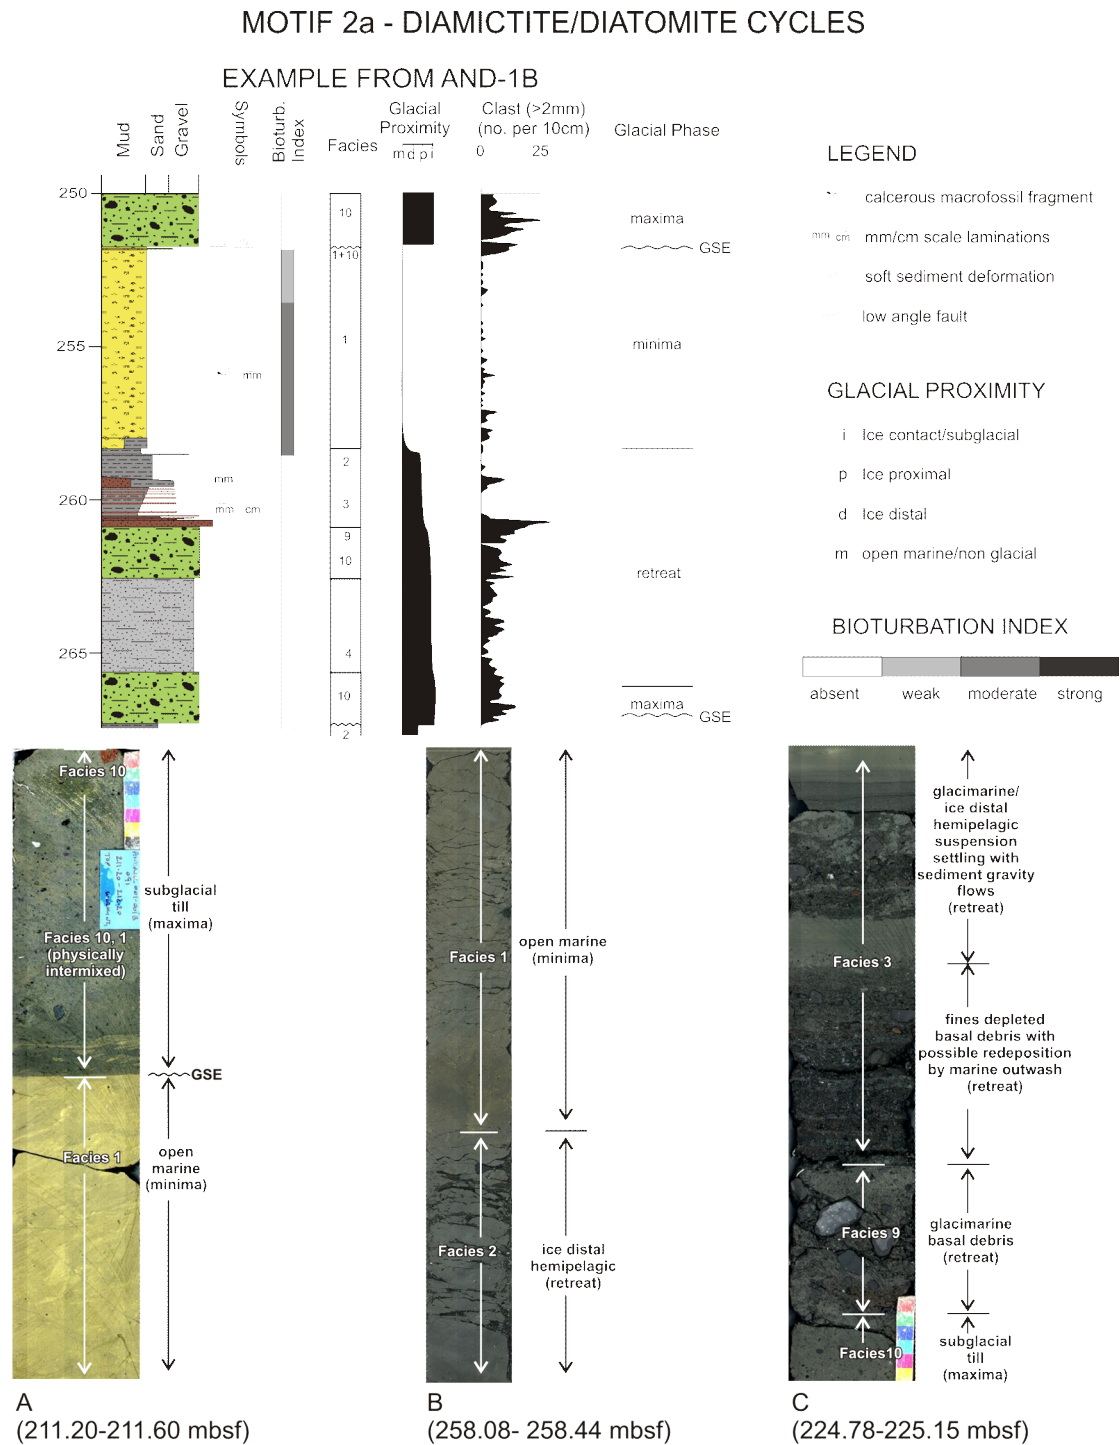 MOTIF 2a - DIAMICTITE/DIATOMITE CYCLES
EXAMPLE FROM AND-1B
Mud
Sand
Gravel
Symbols
Bioturb.
Index
Facies
Glacial
Proximity
m d p i
Clast (>2mm)
(no. per 10cm)
0 25
Glacial Phase
250
255
260
265
mm
mm
mm cm
10
1+10
1
2
3
9
10
4
10
2
maxima
GSE
minima
retreat
maxima
GSE
LEGEND
calcerous macrofossil fragment
mm cm mm/cm scale laminations
soft sediment deformation
low angle fault
GLACIAL PROXIMITY
i Ice contact/subglacial
p Ice proximal
d Ice distal
m open marine/non glacial
BIOTURBATION INDEX
absent weak moderate strong
Facies 10
Facies 10, 1
(physically
intermixed)
Facies 1
subglacial
till
(maxima)
GSE
open
marine
(minima)
A
(211.20-211.60 mbsf)
Facies 1
Facies 2
open marine
(minima)
ice distal
hemipelagic
(retreat)
B
(258.08- 258.44 mbsf)
Facies 3
Facies 9
Facies10
glacimarine/
ice distal
hemipelagic
suspension
settling with
sediment gravity
flows
(retreat)
fines depleted
basal debris with
possible redeposition
by marine outwash
(retreat)
glacimarine
basal debris
(retreat)
subglacial
till
(maxima)
C
(224.78-225.15 mbsf)